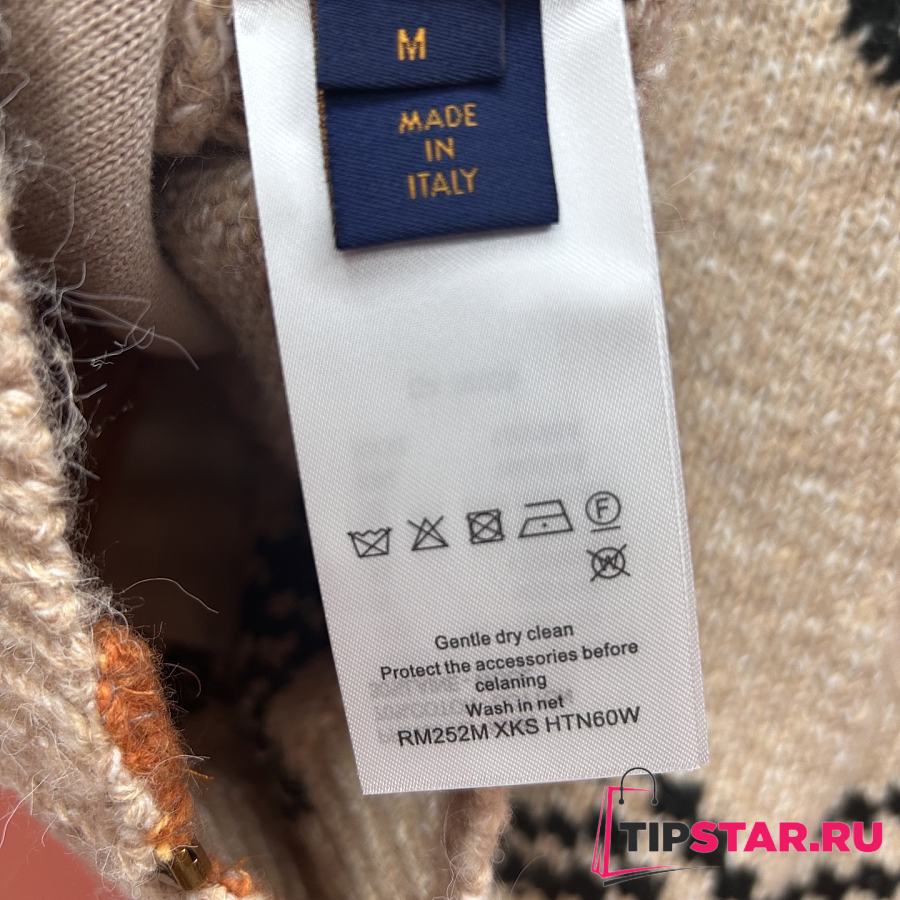 M
MADE
IN
ITALY
F
W
Gentle dry clean
Protect the accessories before
celaning
Wash in net
RM252M XKS HTN60W
TIPSTAR.RU